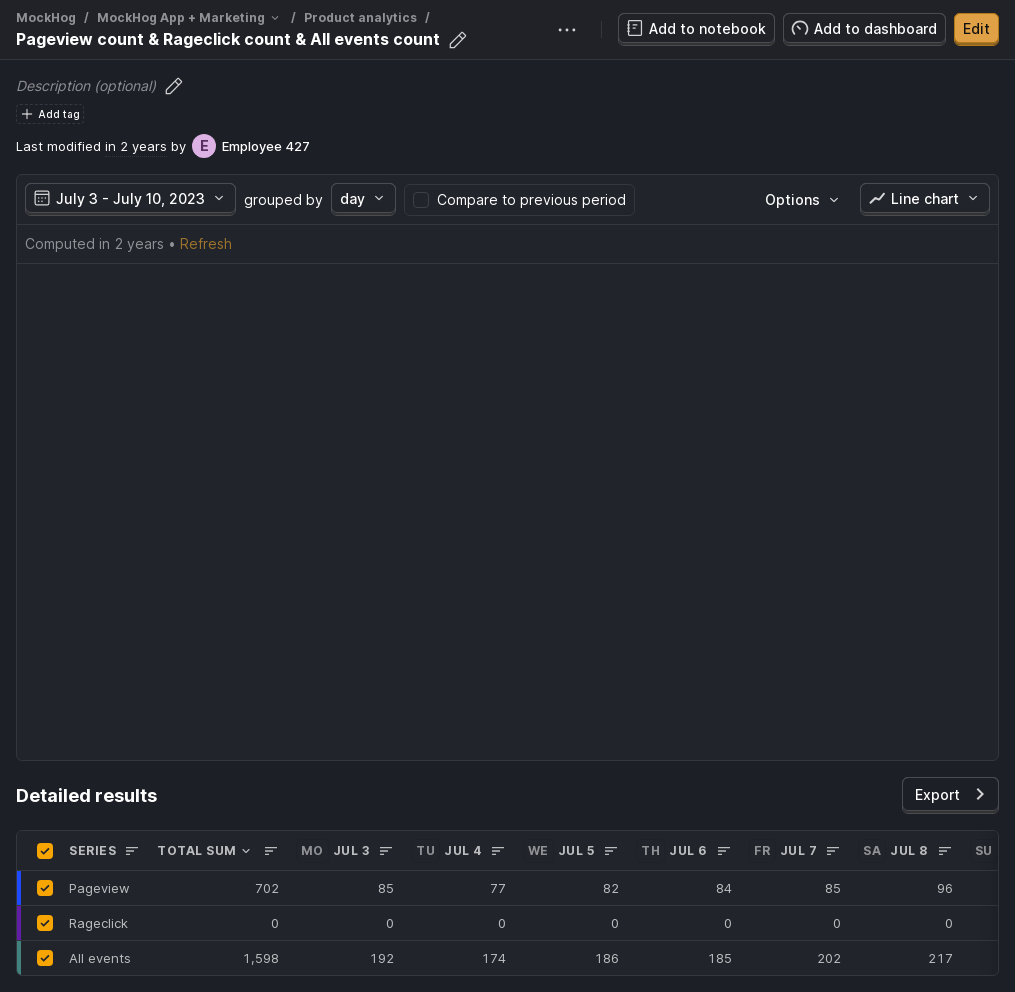 MockHog / MockHog App + Marketing / Product analytics /
Pageview count & Rageclick count & All events count
Add to notebook
Add to dashboard
Edit
Description (optional)
Add tag
Last modified in 2 years by E Employee 427
July 3 - July 10, 2023 grouped by day Compare to previous period Options Line chart
Computed in 2 years • Refresh
Detailed results
Export
SERIES TOTAL SUM MO JUL 3 TU JUL 4 WE JUL 5 TH JUL 6 FR JUL 7 SA JUL 8 SU
Pageview 702 85 77 82 84 85 96
Rageclick 0 0 0 0 0 0 0
All events 1,598 192 174 186 185 202 217